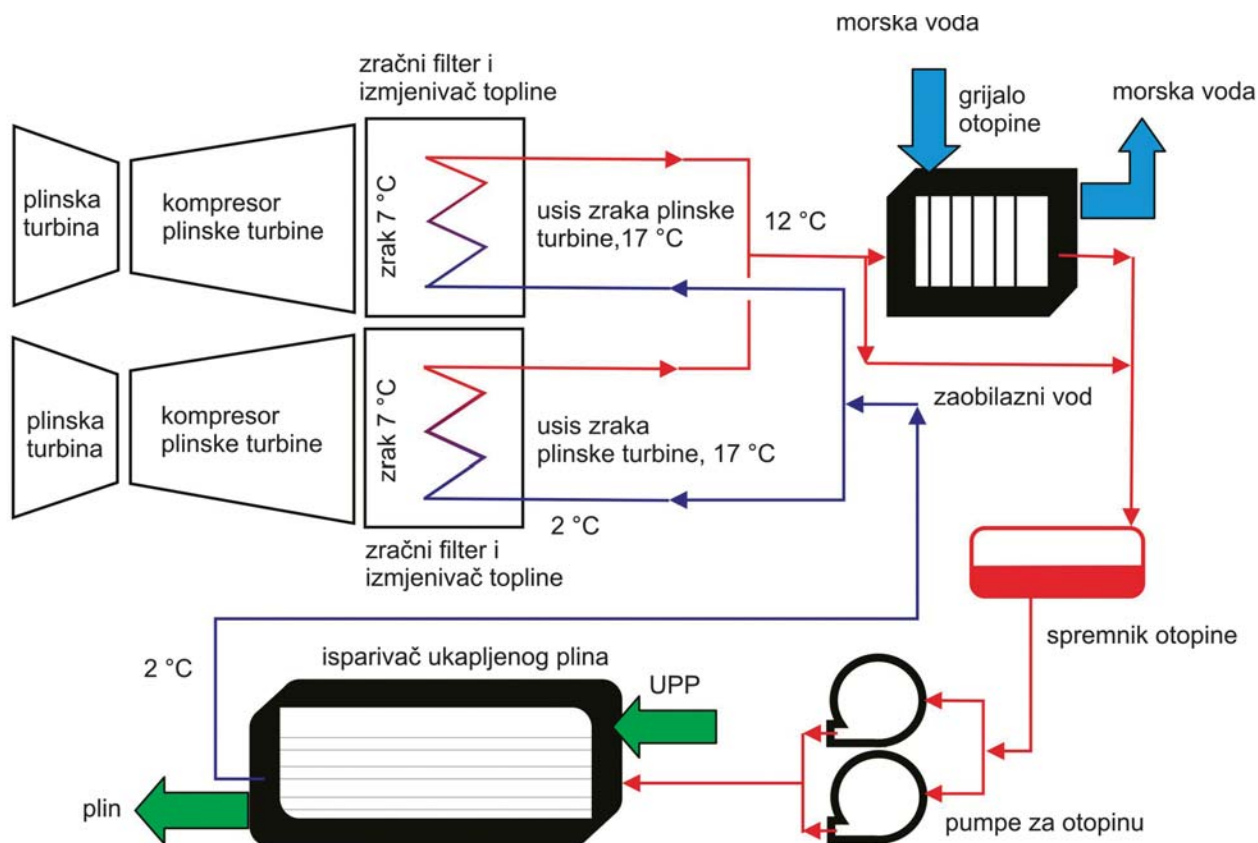 morska voda
zračni filter i
izmjenivač topline
grijalo
otopine
morska voda
plinska
turbina
kompresor
plinske turbine
zrak 7 °C
usis zraka plinske
turbine,17 °C
12 °C
plinska
turbina
kompresor
plinske turbine
zrak 7 °C
usis zraka
plinske turbine, 17 °C
zaobilazni vod
2 °C
zračni filter i
izmjenivač topline
spremnik otopine
2 °C
isparivač ukapljenog plina
UPP
plin
pumpe za otopinu